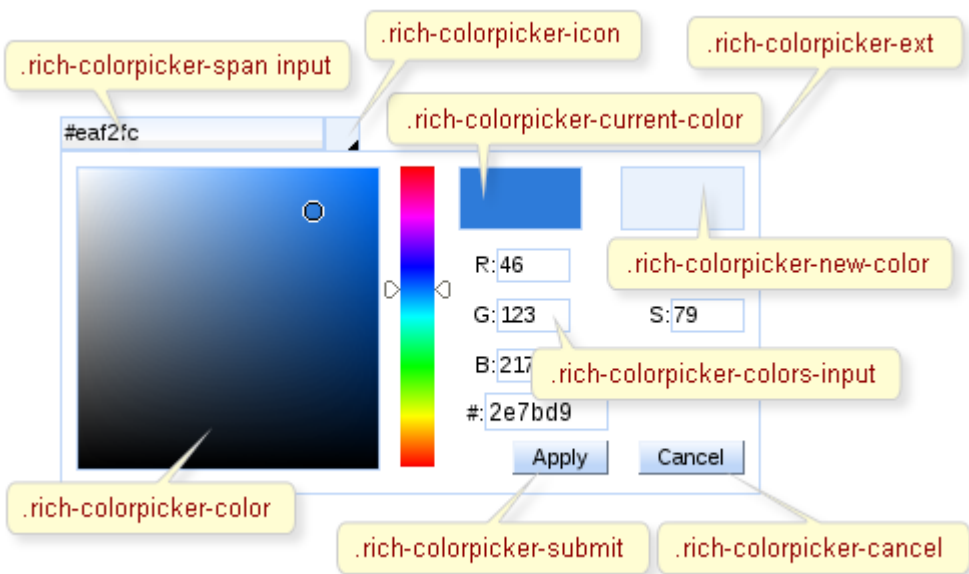 .rich-colorpicker-icon
.rich-colorpicker-ext
.rich-colorpicker-span input
.rich-colorpicker-current-color
#eaf2fc
.rich-colorpicker-new-color
R: 46
G: 123
S: 79
B: 217
.rich-colorpicker-colors-input
#: 2e7bd9
Apply
Cancel
.rich-colorpicker-color
.rich-colorpicker-submit
.rich-colorpicker-cancel